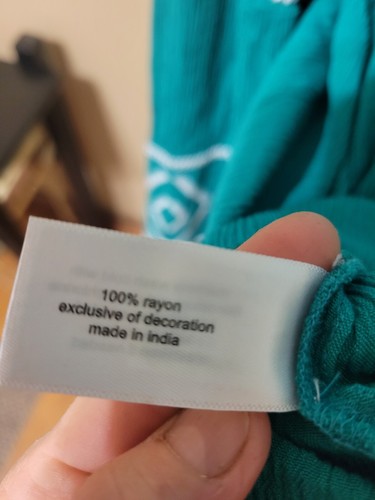 100% rayon
exclusive of decoration
made in india